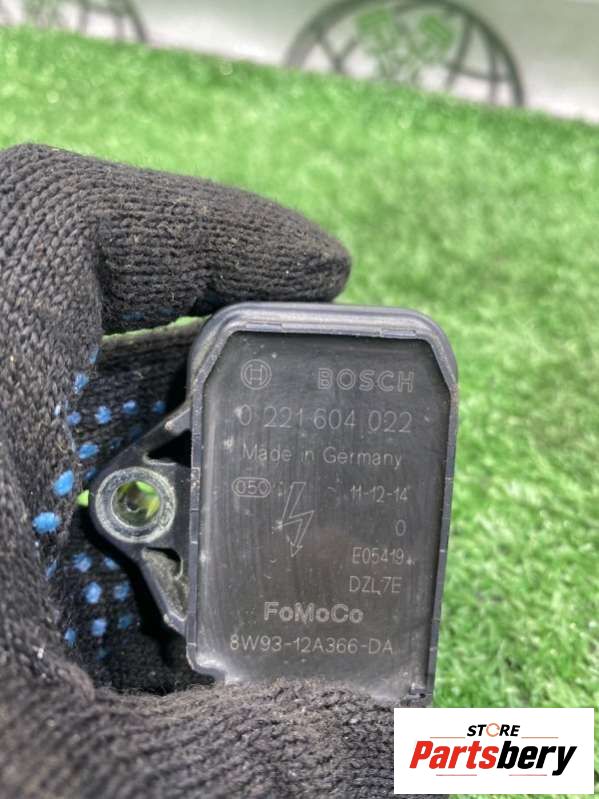 BOSCH
0 221 604 022
Made in Germany
050 11-12-14
0
E05419
DZL7E
FoMoCo
8W93-12A366-DA
STORE
Partsbery